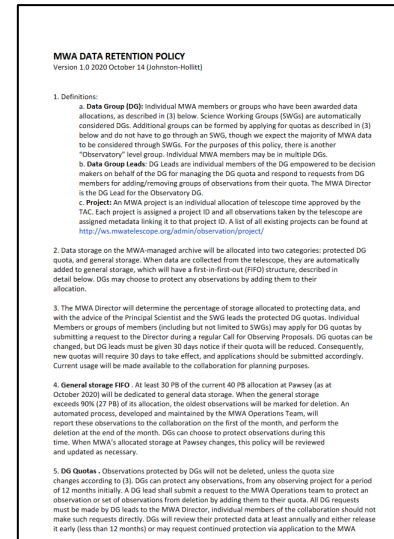 MWA DATA RETENTION POLICY
Version 1.0 2020 October 14 (Johnston-Hollitt)
1. Definitions:
a. Data Group (DG): Individual MWA members or groups who have been awarded data
allocations, as described in (3) below. Science Working Groups (SWGs) are automatically
considered DGs. Additional groups can be formed by applying for quotas as described in (3)
below and do not have to go through an SWG, though we expect the majority of MWA data
to be considered through SWGs. For the purposes of this policy, there is another
"Observatory" level group. Individual MWA members may be in multiple DGs.
b. Data Group Leads: DG Leads are individual members of the DG empowered to be decision
makers on behalf of the DG for managing the DG quota and respond to requests from DG
members for adding/removing groups of observations from their quota. The MWA Director
is the DG Lead for the Observatory DG.
c. Project: An MWA project is an individual allocation of telescope time approved by the
TAC. Each project is assigned a project ID and all observations taken by the telescope are
assigned metadata linking it to that project ID. A list of all existing projects can be found at
http://ws.mwatelescope.org/admin/observation/project/
2. Data storage on the MWA-managed archive will be allocated into two categories: protected DG
quota, and general storage. When data are collected from the telescope, they are automatically
added to general storage, which will have a first-in-first-out (FIFO) structure, described in
detail below. DGs may choose to protect any observations by adding them to their
allocation.
3. The MWA Director will determine the percentage of storage allocated to protecting data, and
with the advice of the Principal Scientist and the SWG leads the protected DG quotas. Individual
Members or groups of members (including but not limited to SWGs) may apply for DG quotas by
submitting a request to the Director during a regular Call for Observing Proposals. DG quotas can be
changed, but DG leads must be given 30 days notice if their quota will be reduced. Consequently,
new quotas will require 30 days to take effect, and applications should be submitted accordingly.
Current usage will be made available to the collaboration for planning purposes.
4. General storage FIFO . At least 30 PB of the current 40 PB allocation at Pawsey (as at
October 2020) will be dedicated to general data storage. When the general storage
exceeds 90% (27 PB) of its allocation, the oldest observations will be marked for deletion. An
automated process, developed and maintained by the MWA Operations Team, will
report these observations to the collaboration on the first of the month, and perform the
deletion at the end of the month. DGs can choose to protect observations during this
time. When MWA's allocated storage at Pawsey changes, this policy will be reviewed
and updated as necessary.
5. DG Quotas . Observations protected by DGs will not be deleted, unless the quota size
changes according to (3). DGs can protect any observations, from any observing project for a period
of 12 months initially. A DG lead shall submit a request to the MWA Operations team to protect an
observation or set of observations from deletion by adding them to their quota. All DG requests
must be made by DG leads to the MWA Director, individual members of the collaboration should not
make such requests directly. DGs will review their protected data at least annually and either release
it early (less than 12 months) or may request continued protection via application to the MWA